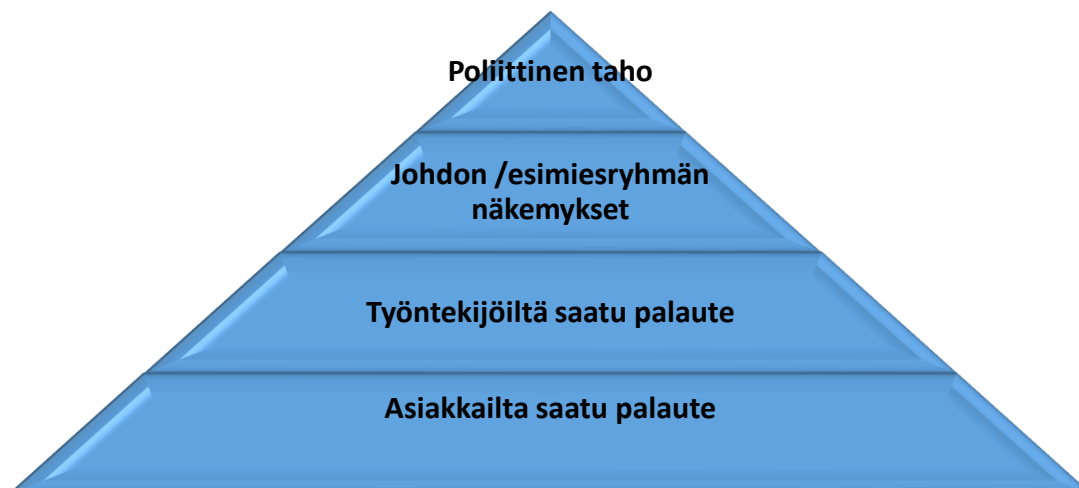 Poliittinen taho
Johdon /esimiesryhmän
näkemykset
Työntekijöiltä saatu palaute
Asiakkailta saatu palaute